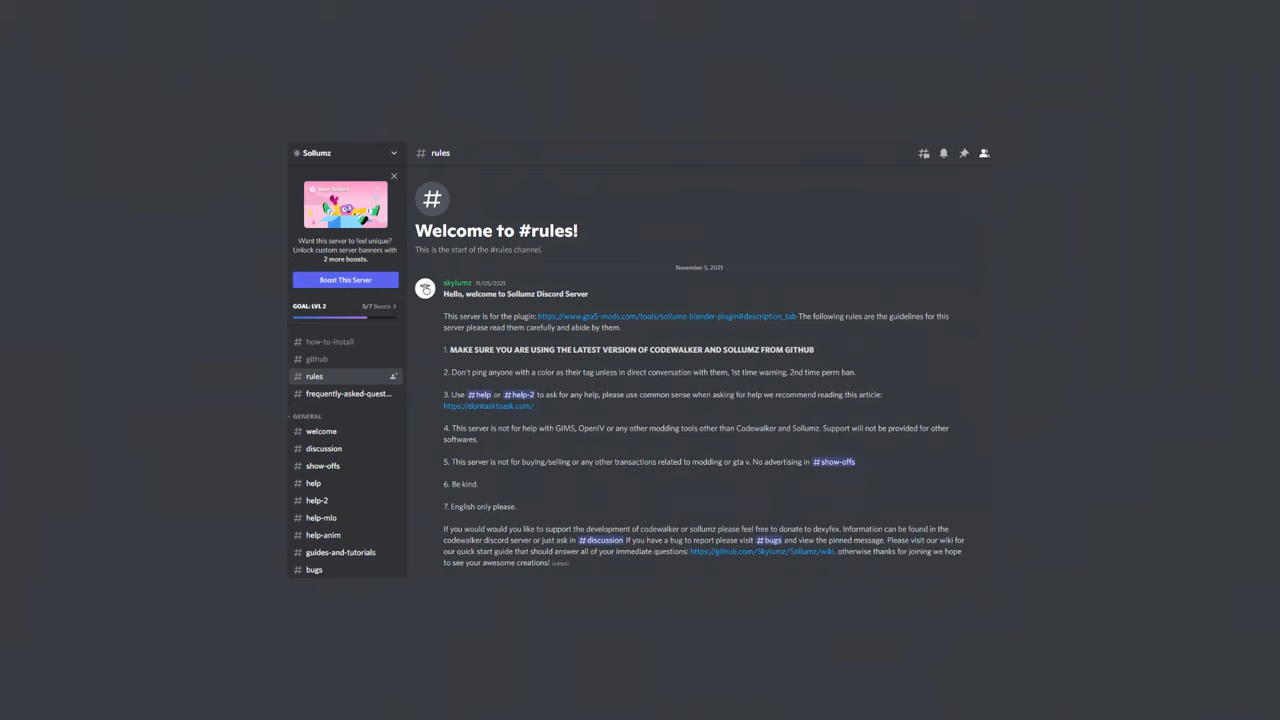 Sollumz
Want this server to feel unique?
Unlock custom server banners with
2 more boosts.
Boost This Server
GOAL: LVL 2 5/7 Boosts
how-to-install
github
rules
frequently-asked-quest...
GENERAL
welcome
discussion
show-offs
help
help-2
help-mlo
help-anim
guides-and-tutorials
bugs
# rules
#
Welcome to #rules!
This is the start of the #rules channel.
November 5, 2021
skylumz 11/05/2021
Hello, welcome to Sollumz Discord Server
This server is for the plugin: https://www.gta5-mods.com/tools/sollumz-blender-plugin#description_tab The following rules are the guidelines for this
server please read them carefully and abide by them.
1. MAKE SURE YOU ARE USING THE LATEST VERSION OF CODEWALKER AND SOLLUMZ FROM GITHUB
2. Don't ping anyone with a color as their tag unless in direct conversation with them, 1st time warning, 2nd time perm ban.
3. Use #help or #help-2 to ask for any help, please use common sense when asking for help we recommend reading this article:
https://dontasktoask.com/
4. This server is not for help with GIMS, OpenIV or any other modding tools other than Codewalker and Sollumz. Support will not be provided for other
softwares.
5. This server is not for buying/selling or any other transactions related to modding or gta v. No advertising in #show-offs
6. Be kind.
7. English only please.
If you would would you like to support the development of codewalker or sollumz please feel free to donate to dexyfex. Information can be found in the
codewalker discord server or just ask in #discussion If you have a bug to report please visit #bugs and view the pinned message. Please visit our wiki for
our quick start guide that should answer all of your immediate questions: https://github.com/Skylumz/Sollumz/wiki. otherwise thanks for joining we hope
to see your awesome creations! (edited)